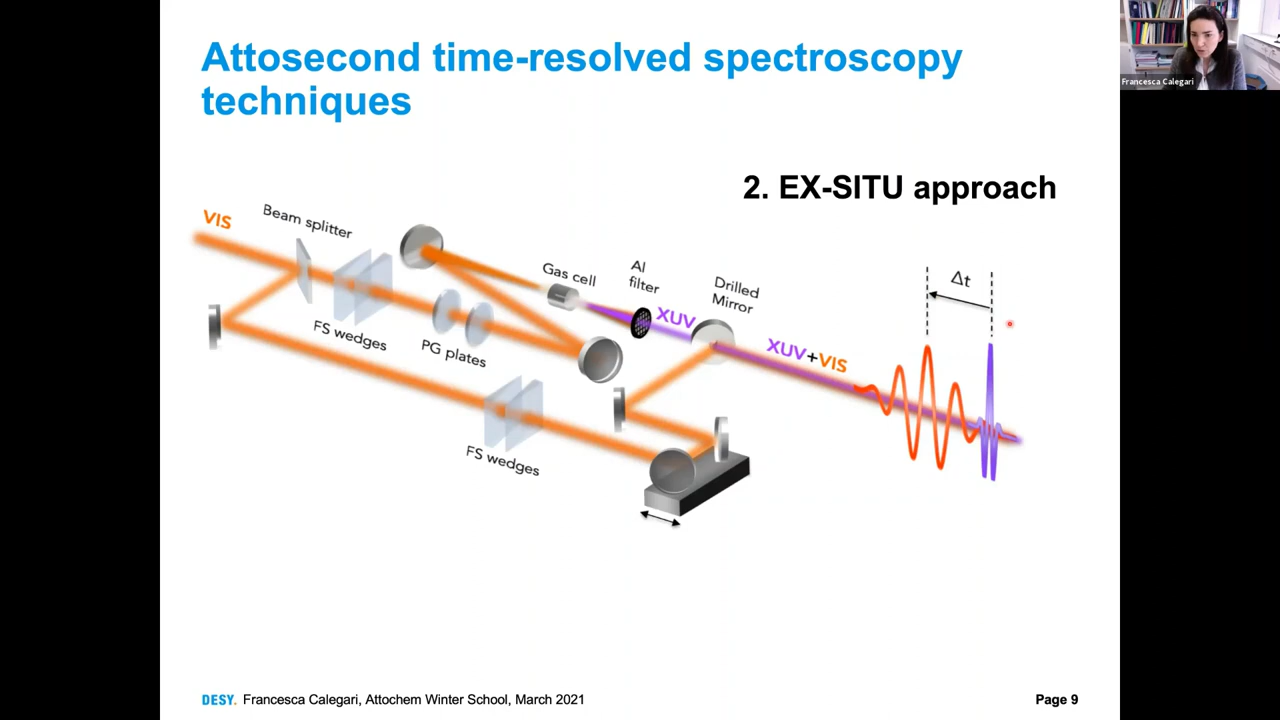 Attosecond time-resolved spectroscopy
techniques
Francesca Calegari
2. EX-SITU approach
VIS
Beam splitter
FS wedges
PG plates
Gas cell
Al
filter
XUV
Drilled
Mirror
XUV+VIS
Δt
FS wedges
DESY. Francesca Calegari, Attochem Winter School, March 2021
Page 9